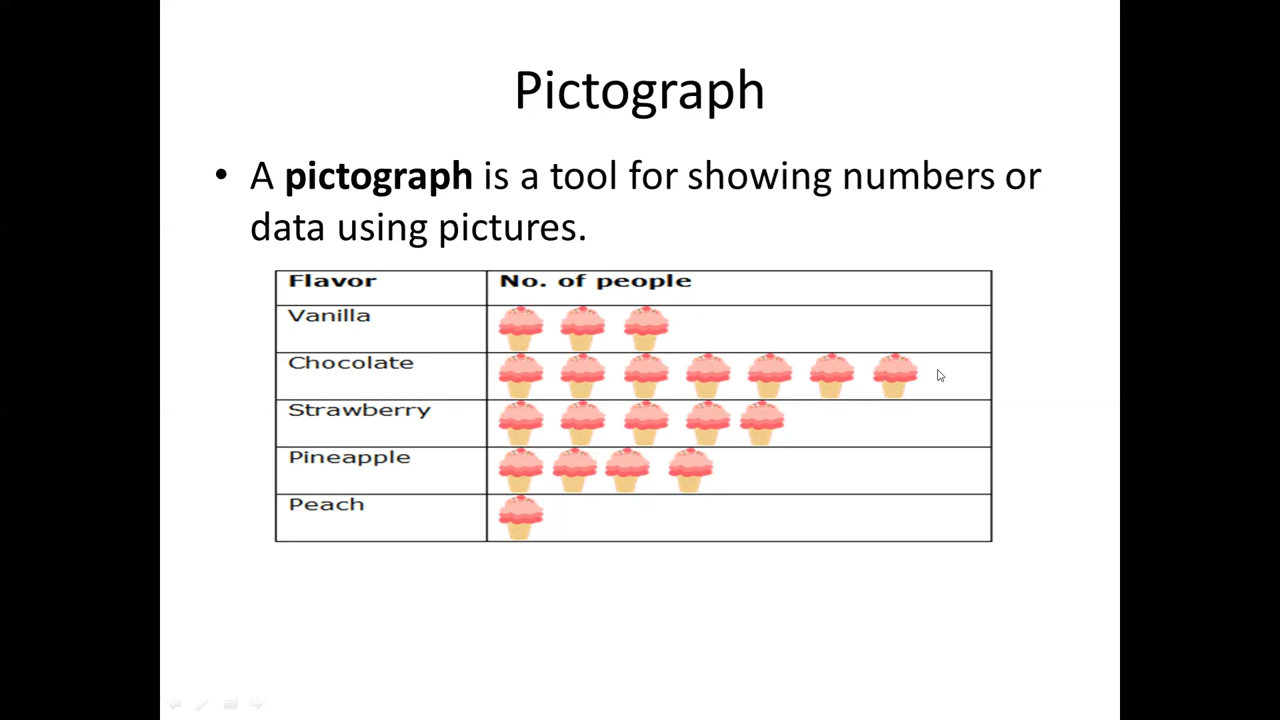 Pictograph
• A pictograph is a tool for showing numbers or
data using pictures.
Flavor No. of people
Vanilla
Chocolate
Strawberry
Pineapple
Peach